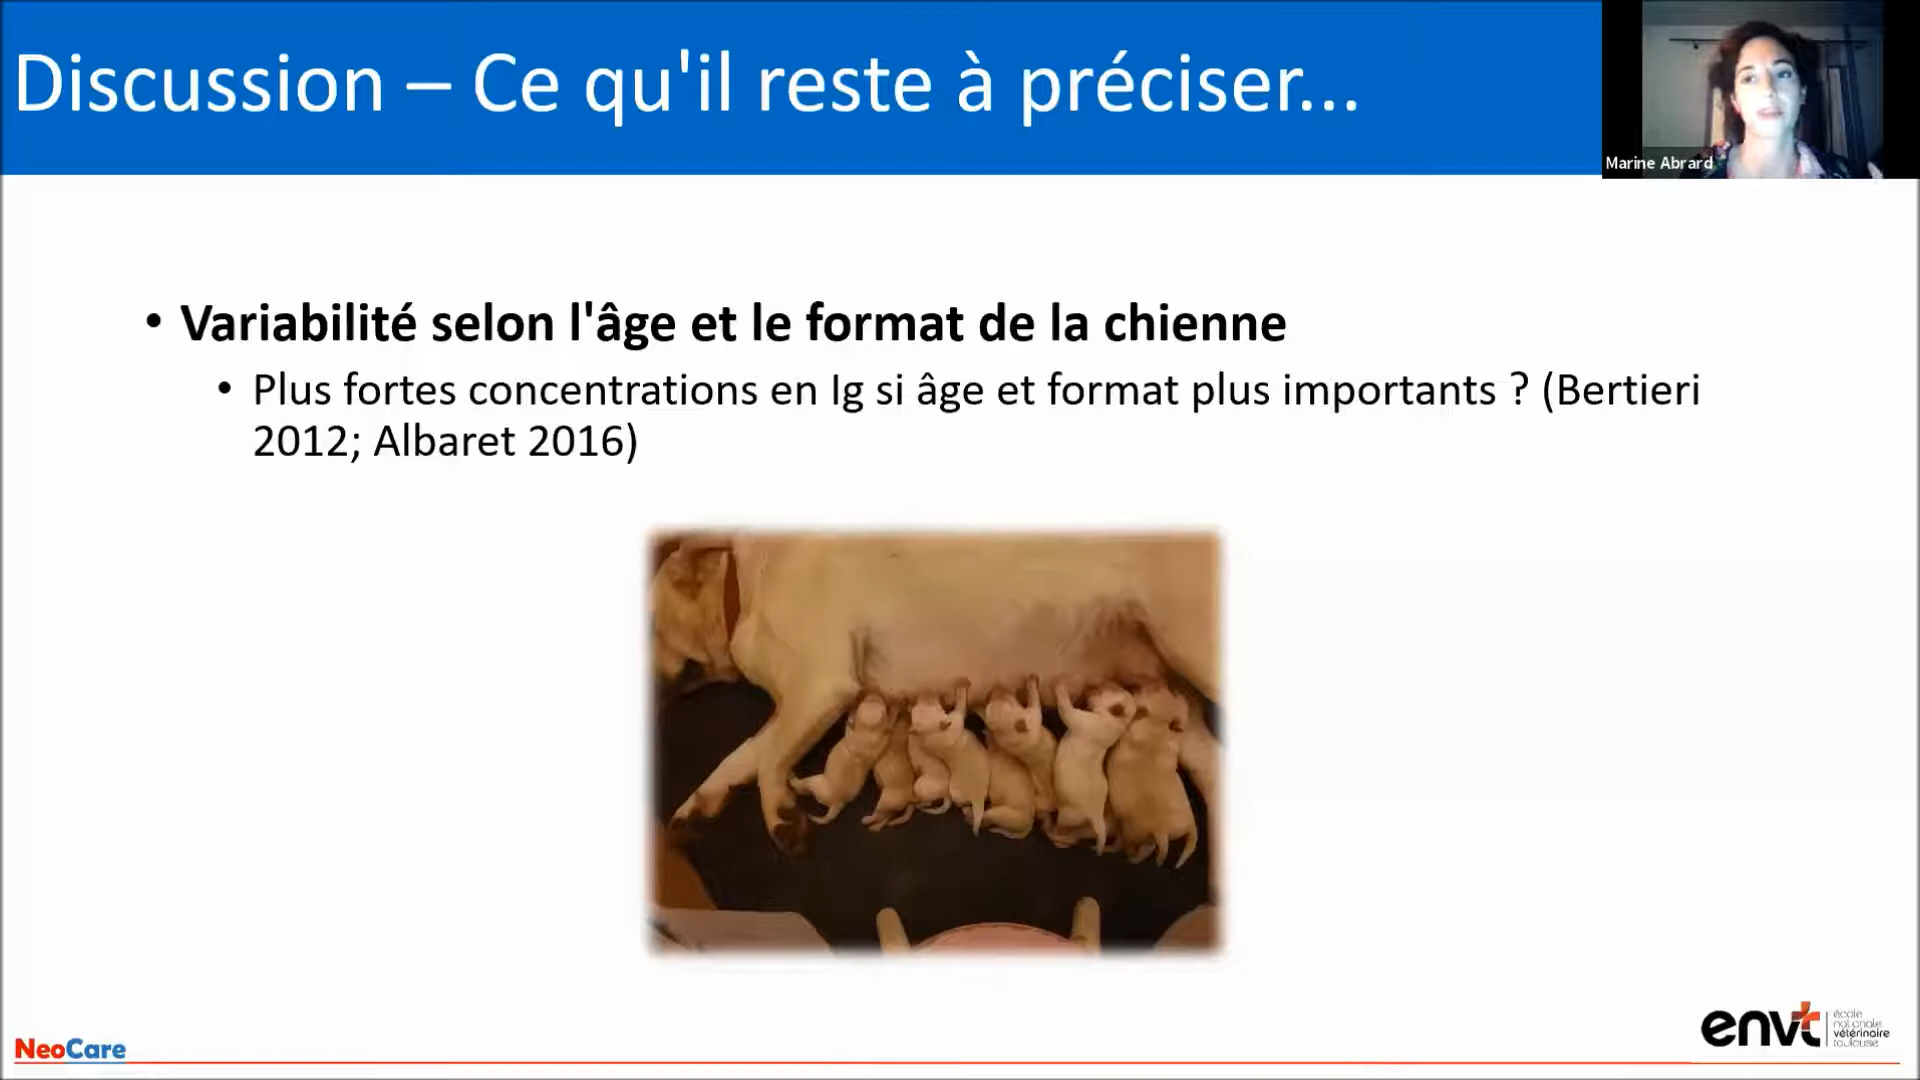 Discussion – Ce qu'il reste à préciser...
Marine Abrard
• Variabilité selon l'âge et le format de la chienne
• Plus fortes concentrations en Ig si âge et format plus importants ? (Bertieri
2012; Albaret 2016)
NeoCare
envt
école
nationale
vétérinaire
toulouse